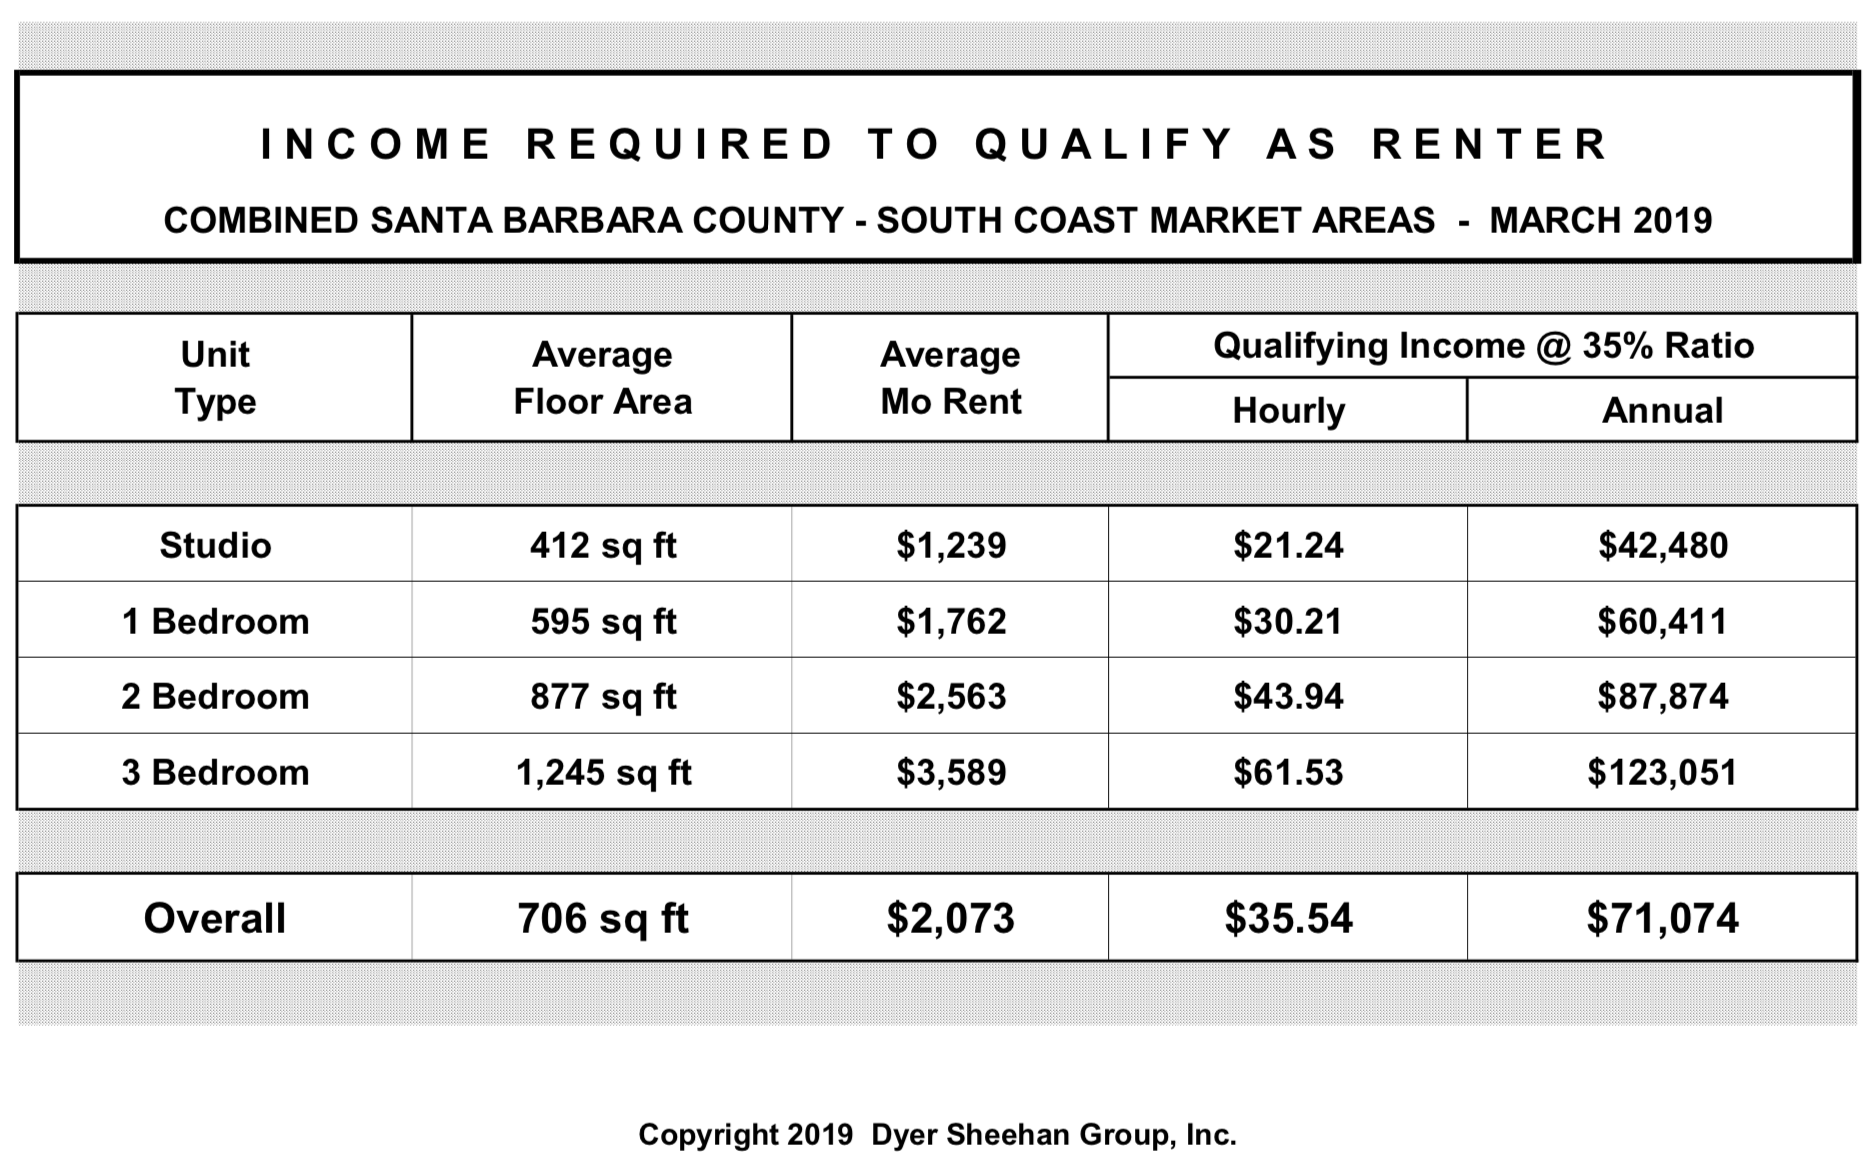 INCOME REQUIRED TO QUALIFY AS RENTER
COMBINED SANTA BARBARA COUNTY - SOUTH COAST MARKET AREAS - MARCH 2019
Unit Type Average Floor Area Average Mo Rent Qualifying Income @ 35% Ratio
Hourly Annual
Studio 412 sq ft $1,239 $21.24 $42,480
1 Bedroom 595 sq ft $1,762 $30.21 $60,411
2 Bedroom 877 sq ft $2,563 $43.94 $87,874
3 Bedroom 1,245 sq ft $3,589 $61.53 $123,051
Overall 706 sq ft $2,073 $35.54 $71,074
Copyright 2019 Dyer Sheehan Group, Inc.